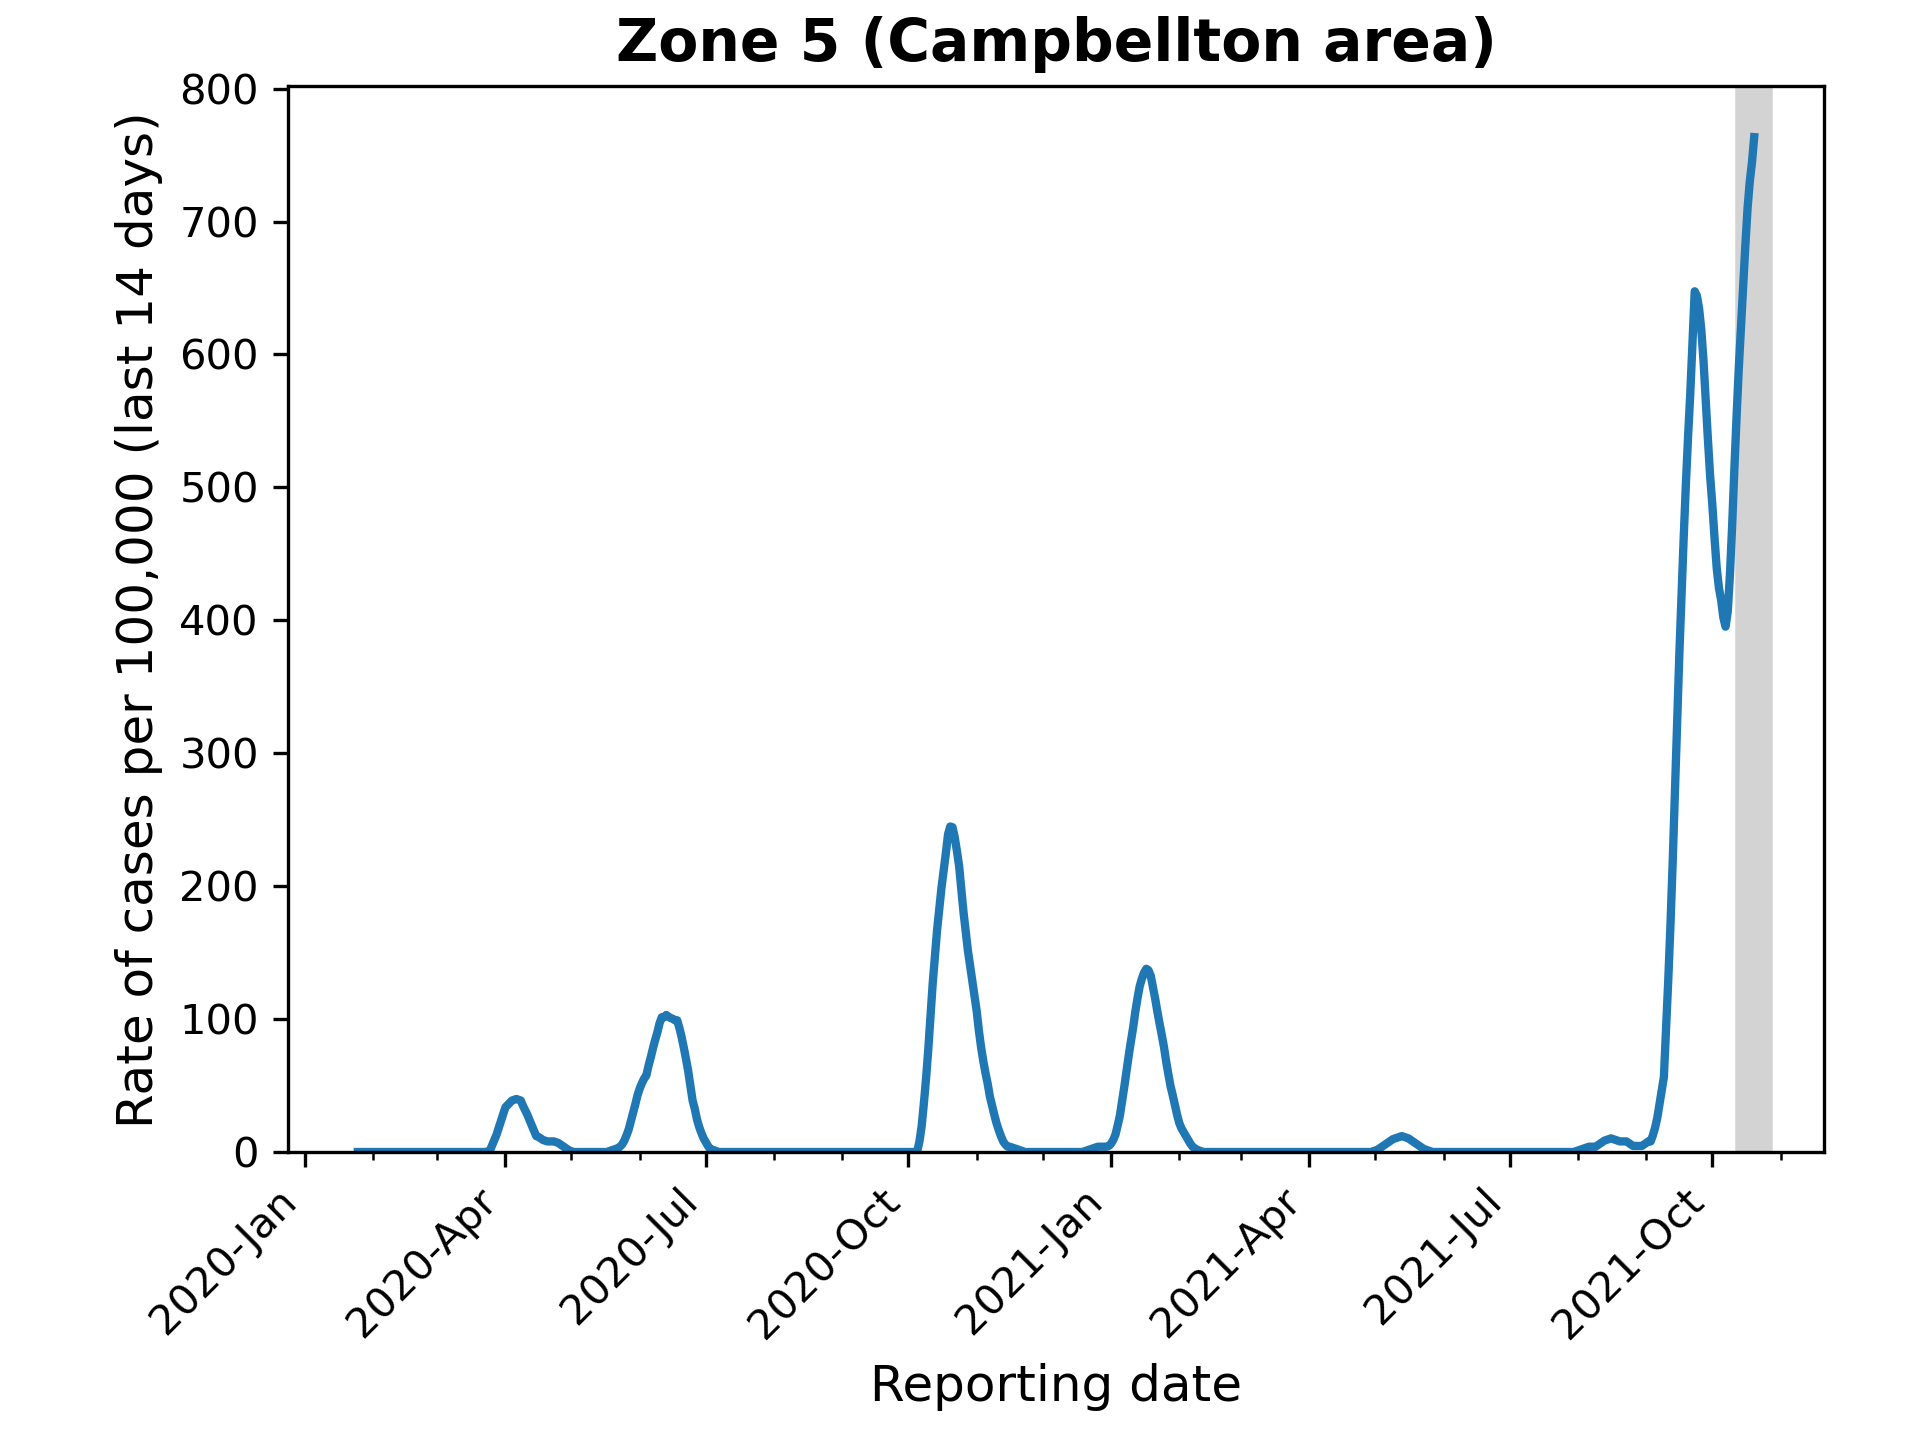 Zone 5 (Campbellton area)
Rate of cases per 100,000 (last 14 days)
800
700
600
500
400
300
200
100
0
2020-Jan
2020-Apr
2020-Jul
2020-Oct
2021-Jan
2021-Apr
2021-Jul
2021-Oct
Reporting date